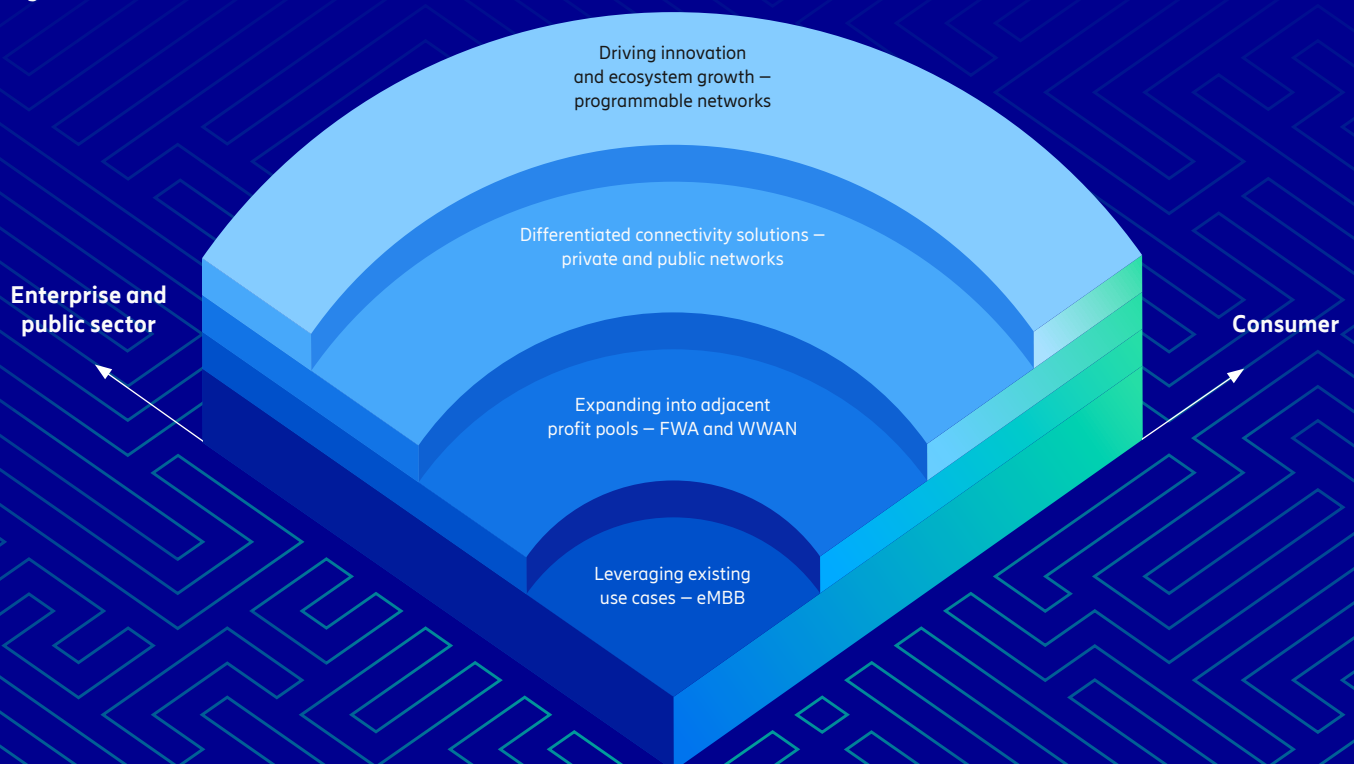 Driving innovation
and ecosystem growth –
programmable networks
Differentiated connectivity solutions –
private and public networks
Enterprise and
public sector
Consumer
Expanding into adjacent
profit pools – FWA and WWAN
Leveraging existing
use cases – eMBB